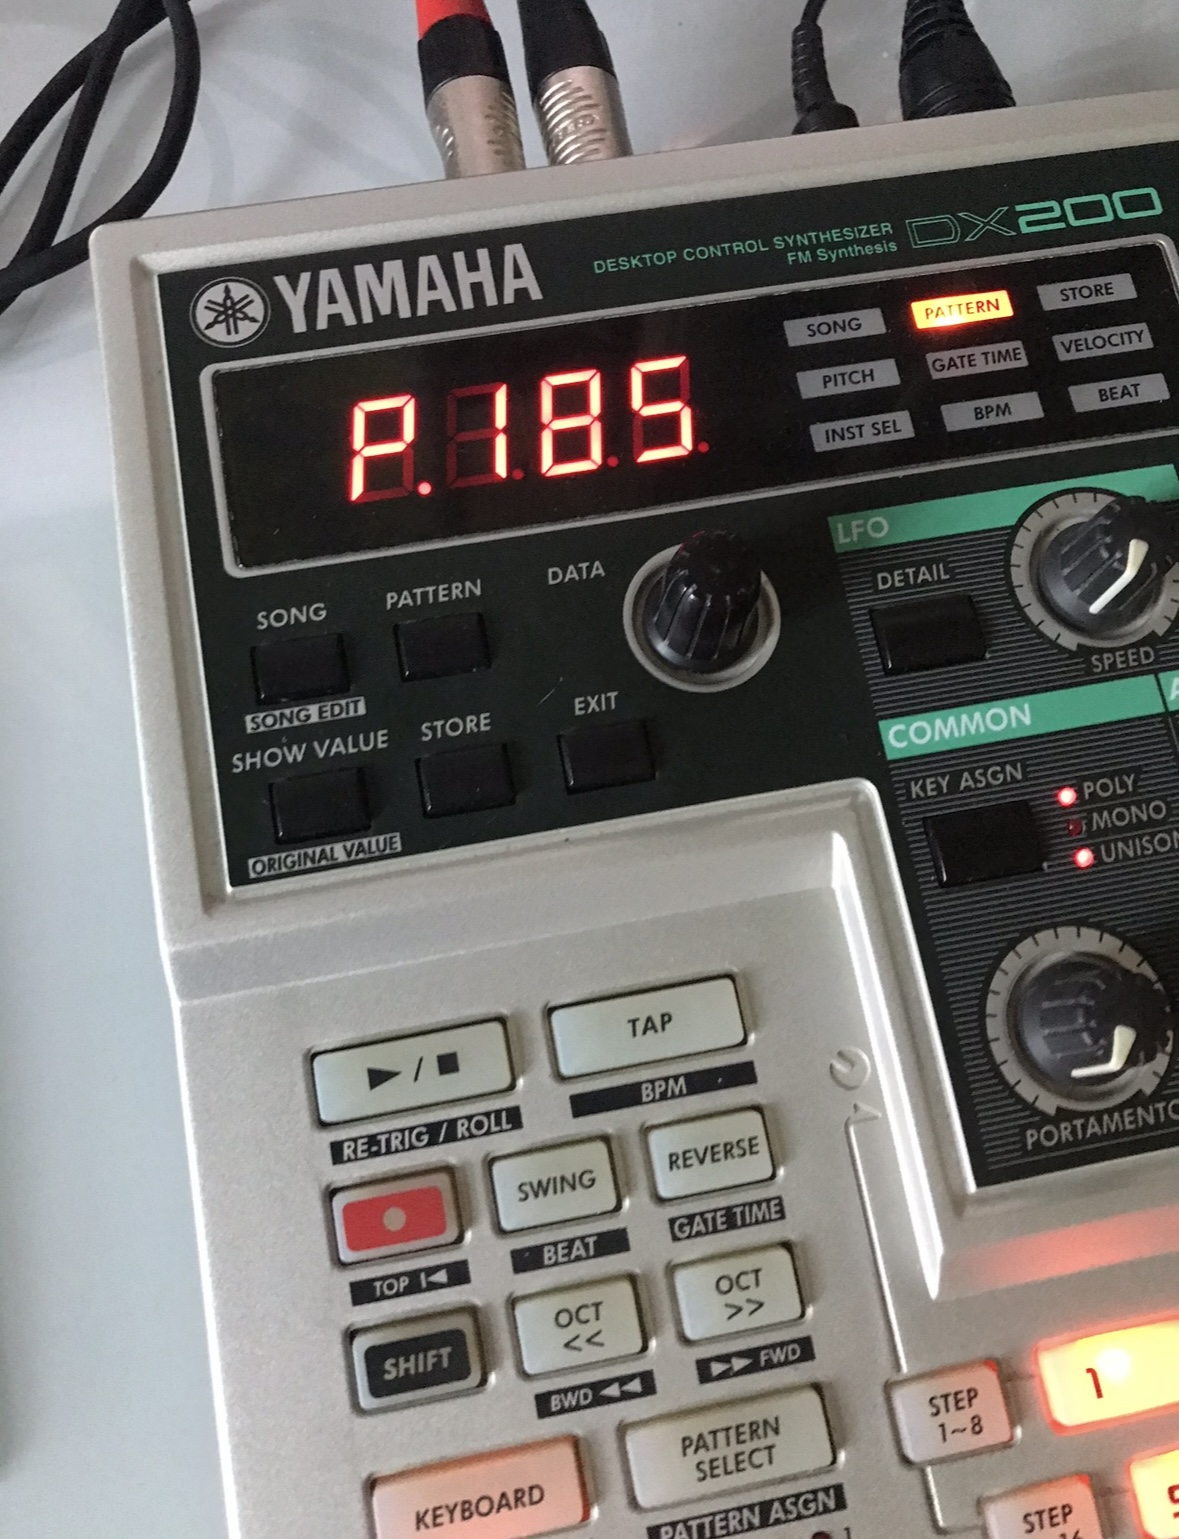 YAMAHA
DESKTOP CONTROL SYNTHESIZER
FM Synthesis
DX200
P.185
SONG
PATTERN
STORE
PITCH
GATE TIME
VELOCITY
INST SEL
BPM
BEAT
SONG
PATTERN
DATA
SONG EDIT
SHOW VALUE
STORE
EXIT
ORIGINAL VALUE
LFO
DETAIL
SPEED
COMMON
A
KEY ASGN
POLY
MONO
UNISON
PORTAMENTO
▶ / ■
TAP
RE-TRIG / ROLL
BPM
SWING
REVERSE
TOP I◀
BEAT
GATE TIME
SHIFT
OCT
<<
OCT
>>
BWD ◀◀
▶▶ FWD
KEYBOARD
PATTERN
SELECT
PATTERN ASGN
1
STEP
1~8
1
STEP